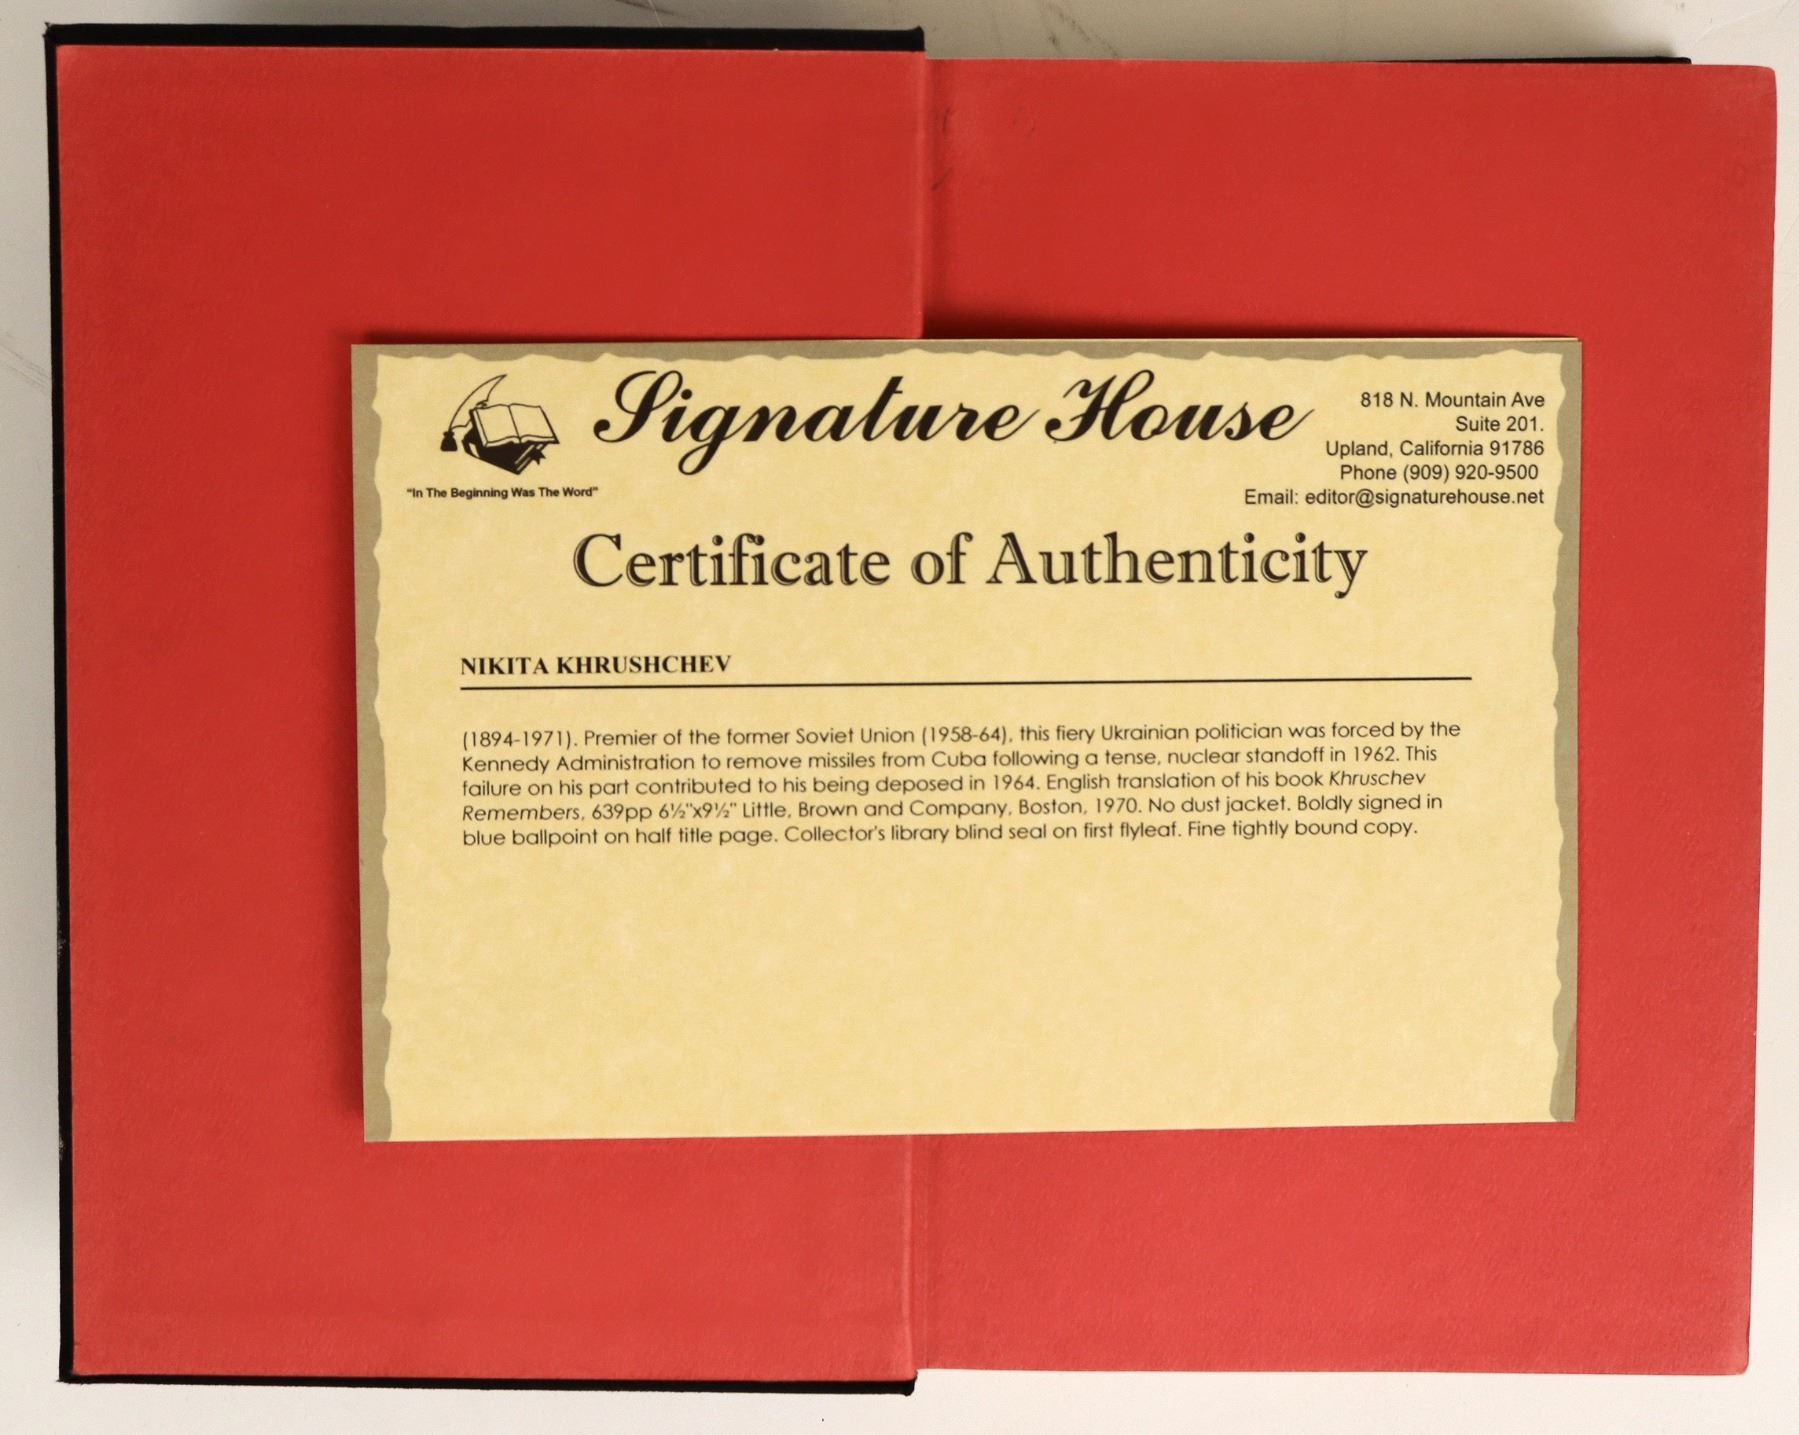 Signature House
"In The Beginning Was The Word"
818 N. Mountain Ave
Suite 201.
Upland, California 91786
Phone (909) 920-9500
Email: editor@signaturehouse.net
Certificate of Authenticity
NIKITA KHRUSHCHEV
(1894-1971). Premier of the former Soviet Union (1958-64), this fiery Ukrainian politician was forced by the
Kennedy Administration to remove missiles from Cuba following a tense, nuclear standoff in 1962. This
failure on his part contributed to his being deposed in 1964. English translation of his book Khruschev
Remembers, 639pp 6½"x9½" Little, Brown and Company, Boston, 1970. No dust jacket. Boldly signed in
blue ballpoint on half title page. Collector's library blind seal on first flyleaf. Fine tightly bound copy.